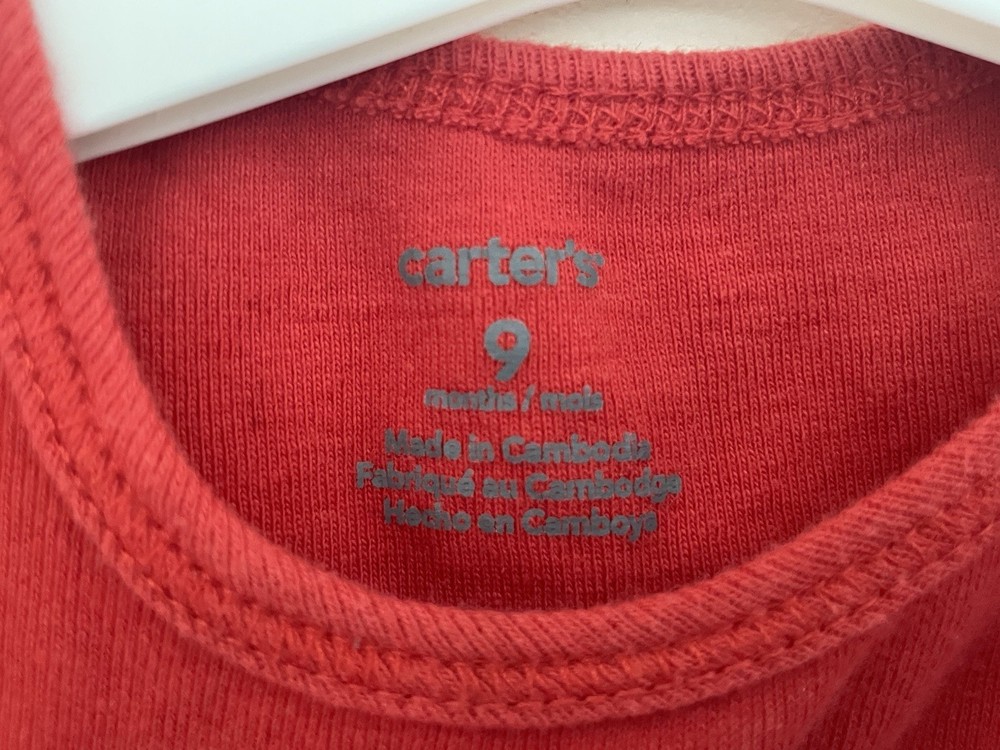 carter's
9
months / mois
Made in Cambodia
Fabriqué au Cambodge
Hecho en Camboya